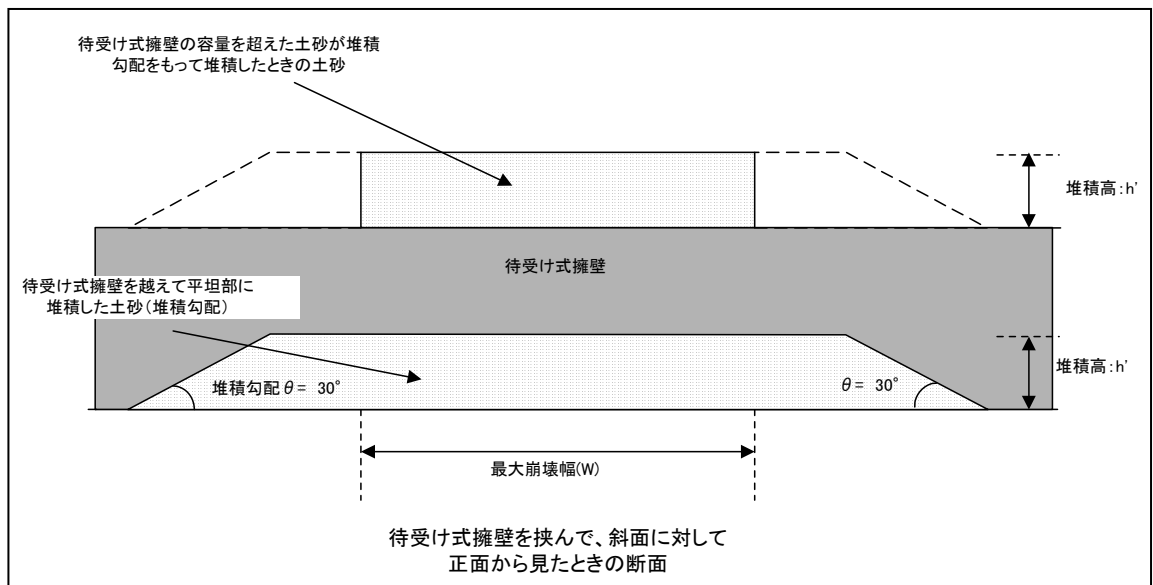 待受け式擁壁の容量を超えた土砂が堆積
勾配をもって堆積したときの土砂
堆積高:h'
待受け式擁壁
待受け式擁壁を越えて平坦部に
堆積した土砂(堆積勾配)
堆積高:h'
堆積勾配θ= 30°
θ= 30°
最大崩壊幅(W)
待受け式擁壁を挟んで、斜面に対して
正面から見たときの断面